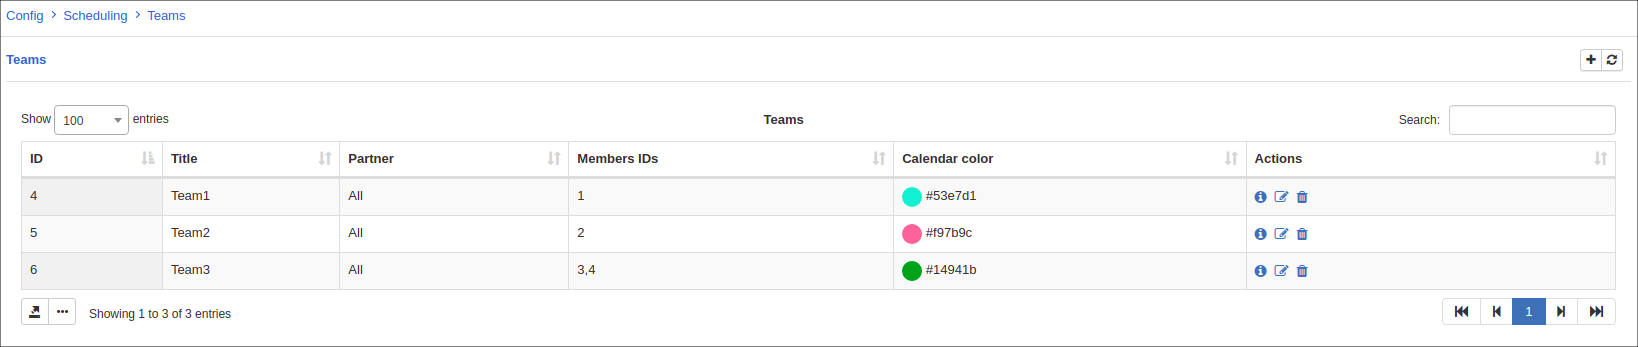 Config > Scheduling > Teams
Teams
Show 100 entries Teams Search:
ID Title Partner Members IDs Calendar color Actions
4 Team1 All 1 #53e7d1
5 Team2 All 2 #f97b9c
6 Team3 All 3,4 #14941b
Showing 1 to 3 of 3 entries 1